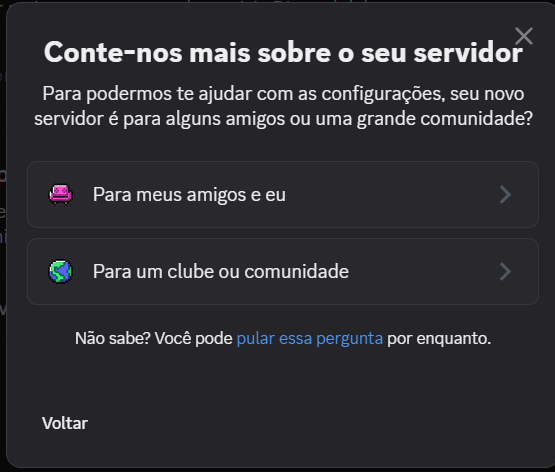 Conte-nos mais sobre o seu servidor
Para podermos te ajudar com as configurações, seu novo
servidor é para alguns amigos ou uma grande comunidade?
Para meus amigos e eu
Para um clube ou comunidade
Não sabe? Você pode pular essa pergunta por enquanto.
Voltar